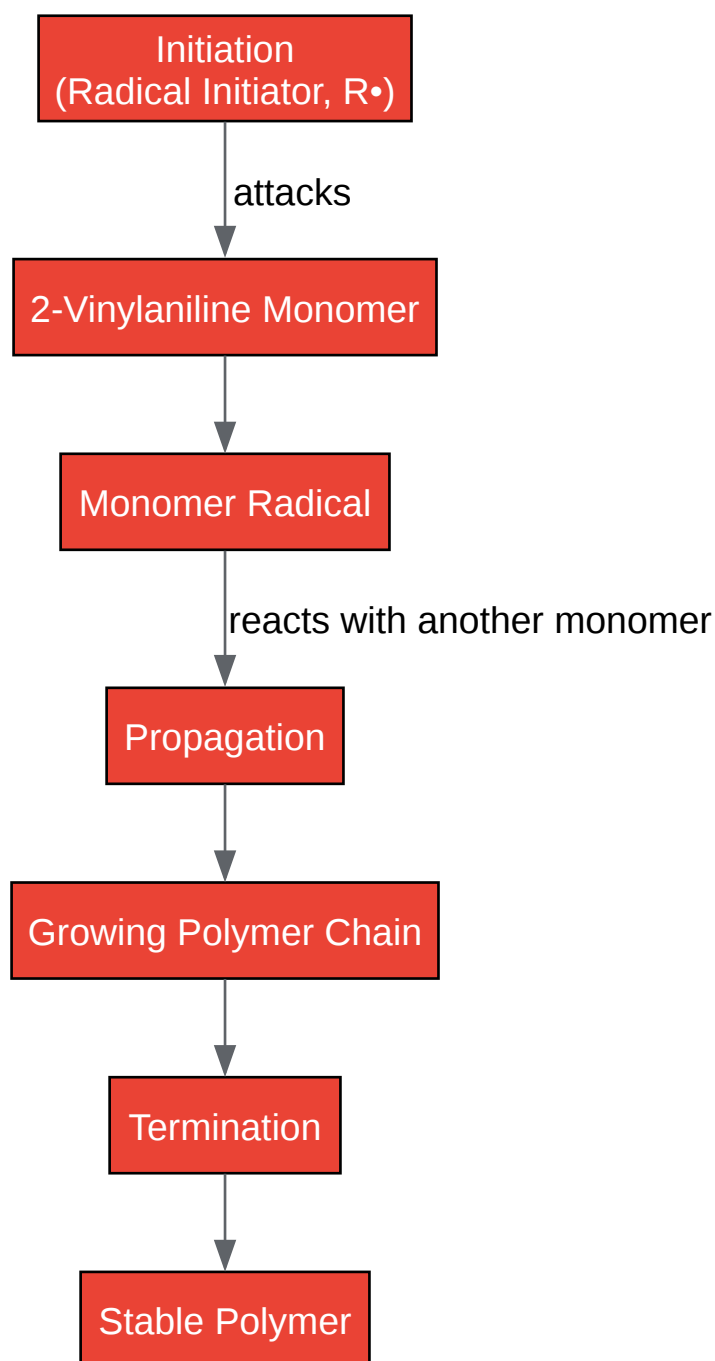 Initiation
(Radical Initiator, R•)
attacks
2-Vinylaniline Monomer
Monomer Radical
reacts with another monomer
Propagation
Growing Polymer Chain
Termination
Stable Polymer